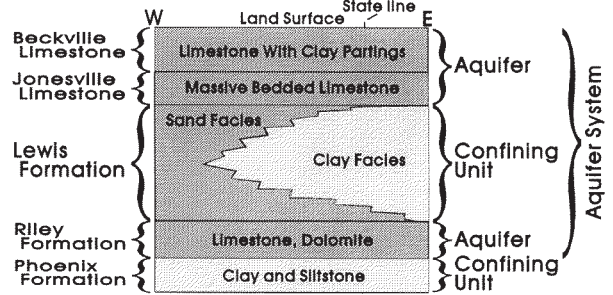 W
Land Surface
State line
E
Beckville
Limestone
Limestone With Clay Partings
Jonesville
Limestone
Massive Bedded Limestone
Aquifer
Sand Facies
Lewis
Formation
Clay Facies
Confining
Unit
Riley
Formation
Limestone, Dolomite
Aquifer
Phoenix
Formation
Clay and Siltstone
Confining
Unit
Aquifer System